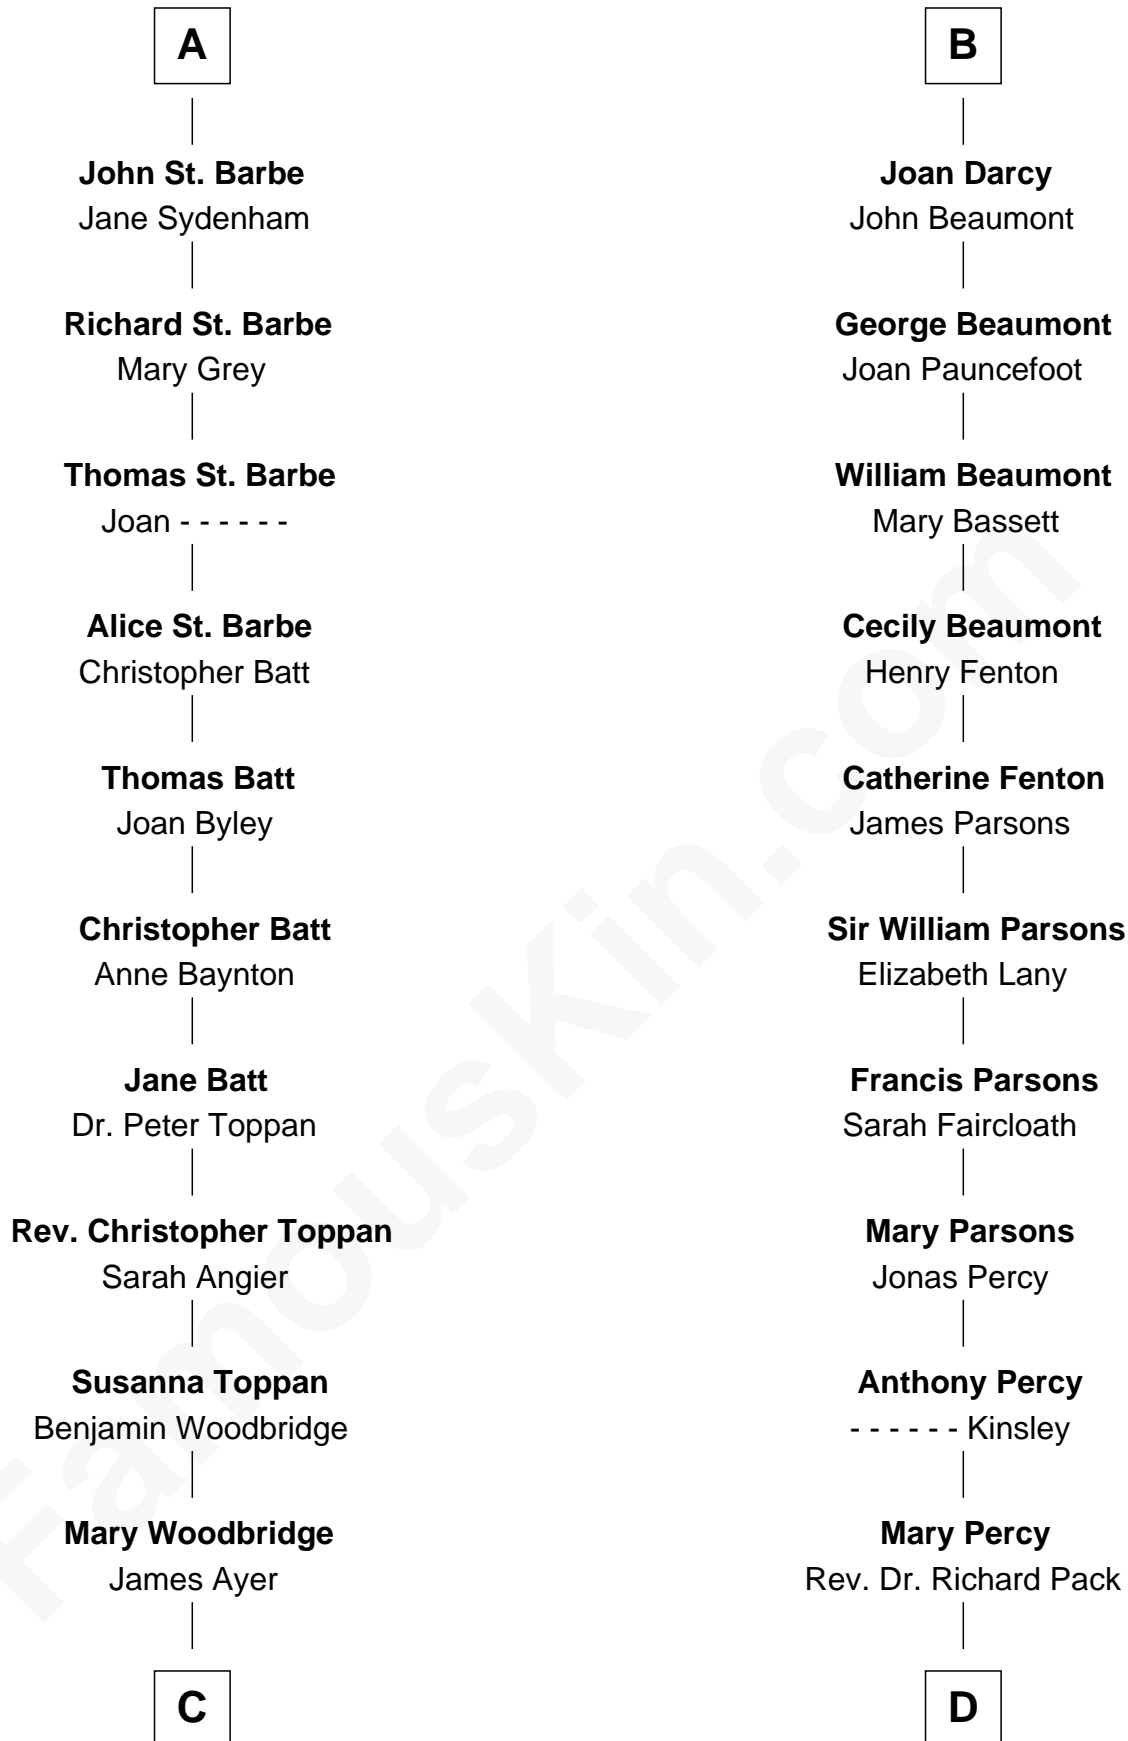 A
B
John St. Barbe
Jane Sydenham
Joan Darcy
John Beaumont
Richard St. Barbe
Mary Grey
George Beaumont
Joan Pauncefoot
Thomas St. Barbe
Joan - - - - - -
William Beaumont
Mary Bassett
Alice St. Barbe
Christopher Batt
Cecily Beaumont
Henry Fenton
Thomas Batt
Joan Byley
Catherine Fenton
James Parsons
Christopher Batt
Anne Baynton
Sir William Parsons
Elizabeth Lany
Jane Batt
Dr. Peter Toppan
Francis Parsons
Sarah Faircloath
Rev. Christopher Toppan
Sarah Angier
Mary Parsons
Jonas Percy
Susanna Toppan
Benjamin Woodbridge
Anthony Percy
- - - - - - Kinsley
Mary Woodbridge
James Ayer
Mary Percy
Rev. Dr. Richard Pack
C
D
FamousKin.com